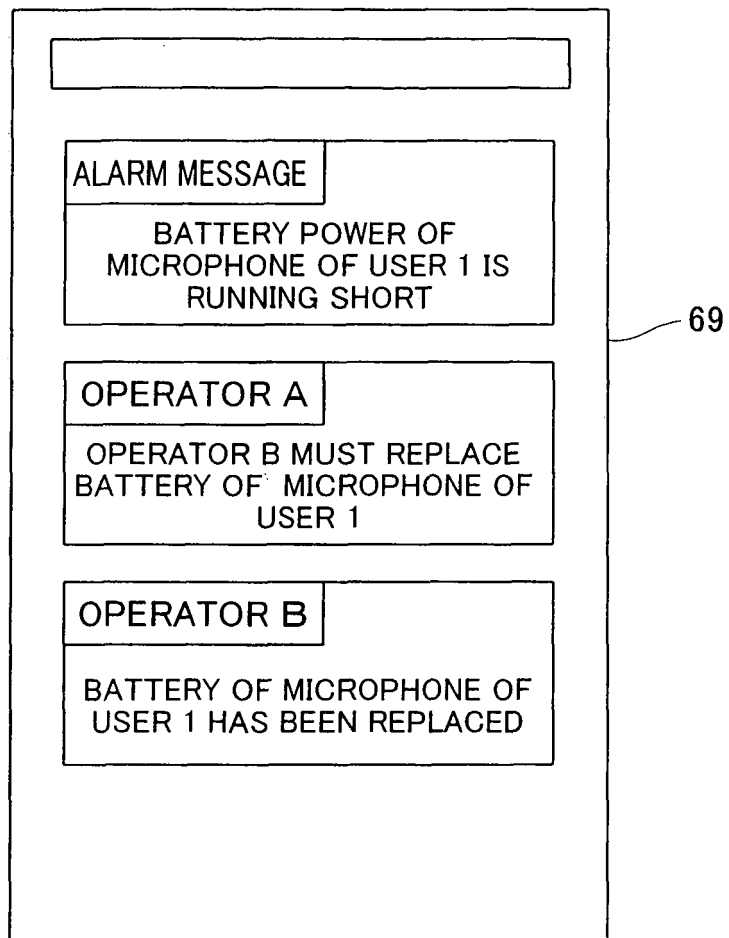 ALARM MESSAGE
BATTERY POWER OF
MICROPHONE OF USER 1 IS
RUNNING SHORT
69
OPERATOR A
OPERATOR B MUST REPLACE
BATTERY OF MICROPHONE OF
USER 1
OPERATOR B
BATTERY OF MICROPHONE OF
USER 1 HAS BEEN REPLACED